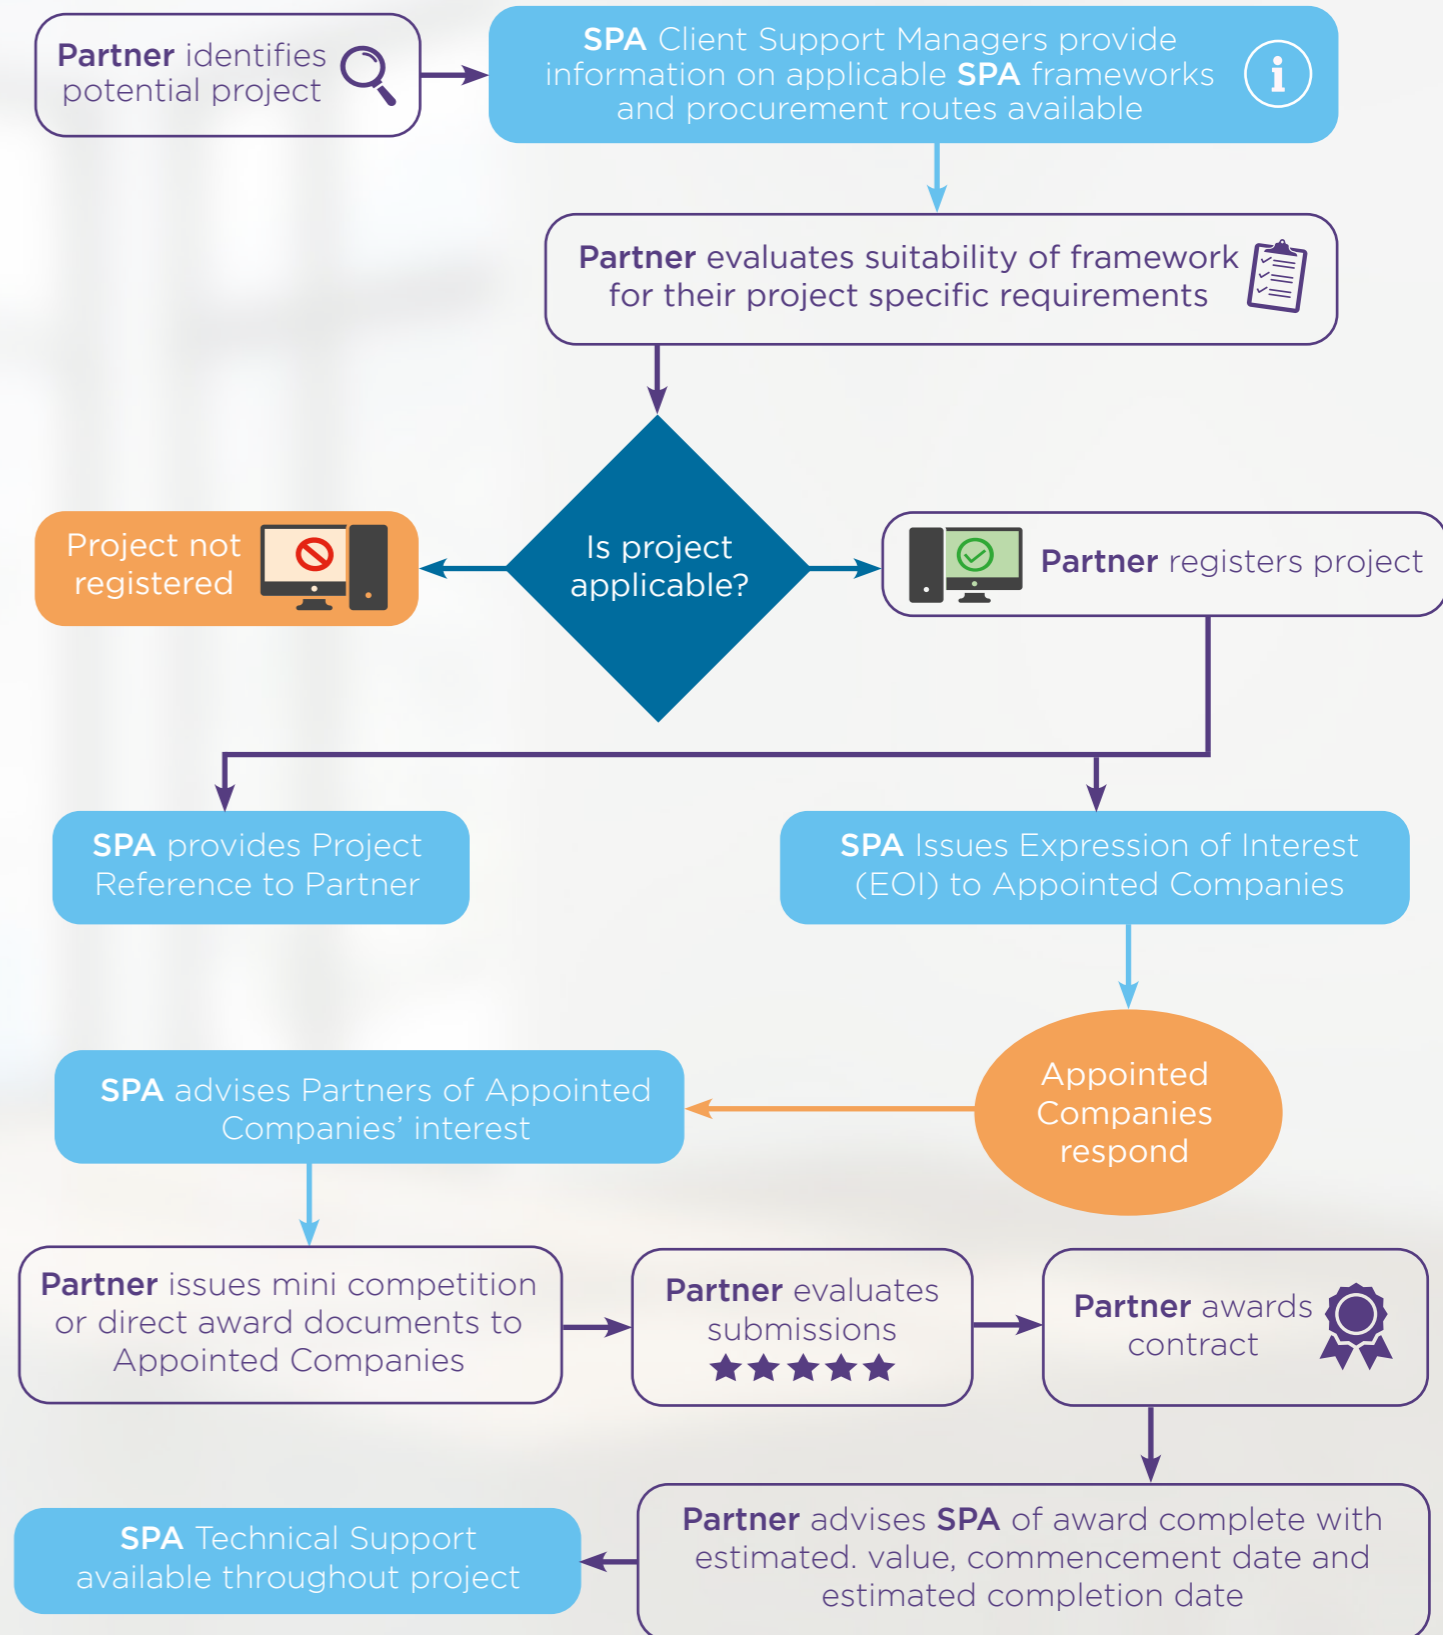 Partner identifies
potential project
SPA Client Support Managers provide
information on applicable SPA frameworks
and procurement routes available
i
Partner evaluates suitability of framework
for their project specific requirements
Project not
registered
Is project
applicable?
Partner registers project
SPA provides Project
Reference to Partner
SPA Issues Expression of Interest
(EOI) to Appointed Companies
SPA advises Partners of Appointed
Companies’ interest
Appointed
Companies
respond
Partner issues mini competition
or direct award documents to
Appointed Companies
Partner evaluates
submissions
Partner awards
contract
SPA Technical Support
available throughout project
Partner advises SPA of award complete with
estimated. value, commencement date and
estimated completion date